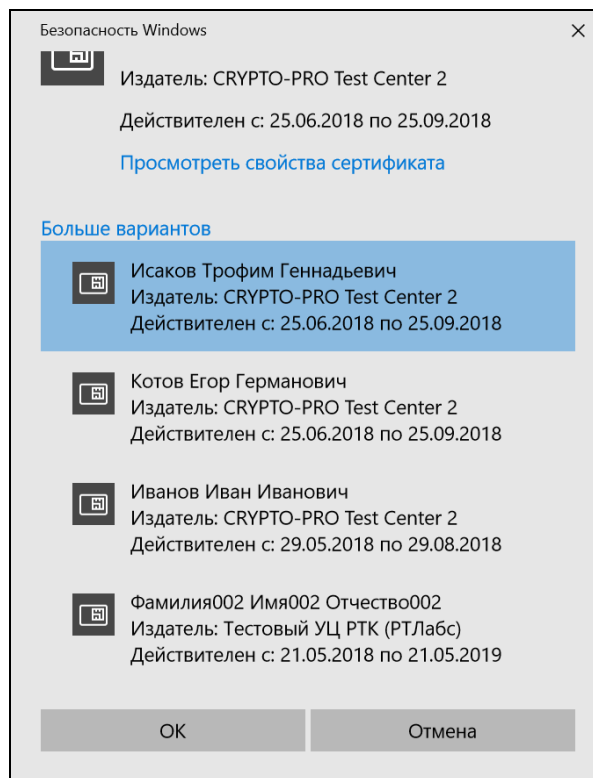 Безопасность Windows
Издатель: CRYPTO-PRO Test Center 2
Действителен с: 25.06.2018 по 25.09.2018
Просмотреть свойства сертификата
Больше вариантов
Исаков Трофим Геннадьевич
Издатель: CRYPTO-PRO Test Center 2
Действителен с: 25.06.2018 по 25.09.2018
Котов Егор Германович
Издатель: CRYPTO-PRO Test Center 2
Действителен с: 25.06.2018 по 25.09.2018
Иванов Иван Иванович
Издатель: CRYPTO-PRO Test Center 2
Действителен с: 29.05.2018 по 29.08.2018
Фамилия002 Имя002 Отчество002
Издатель: Тестовый УЦ РТК (РТЛабс)
Действителен с: 21.05.2018 по 21.05.2019
ОК
Отмена